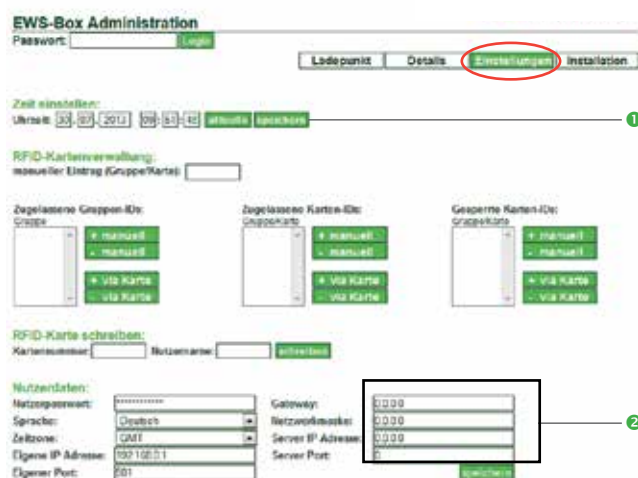 EWS-Box Administration
Passwort: Login
Ladepunkt Details Einstellungen Installation
Zeit einstellen:
Uhrzeit: 30 . 07 . 2013 : : aktuelle speichern
1
RFID-Kartenverwaltung:
manueller Eintrag (Gruppe/Karte):
Zugelassene Gruppen-IDs: Zugelassene Karten-IDs: Gesperrte Karten-IDs:
Gruppe Gruppe/Karte Gruppe/Karte
+ manuell + manuell + manuell
- manuell - manuell - manuell
+ via Karte + via Karte + via Karte
- via Karte - via Karte - via Karte
RFID-Karte schreiben:
Kartennummer: Nutzername: schreiben
Nutzerdaten:
Nutzerpasswort: *********** Gateway: 0.0.0.0
Sprache: Deutsch Netzwerkmaske: 0.0.0.0
Zeitzone: GMT Server IP Adresse: 0.0.0.0
Eigene IP Adresse: 192.168.0.1 Server Port: 0
Eigener Port: speichern
2